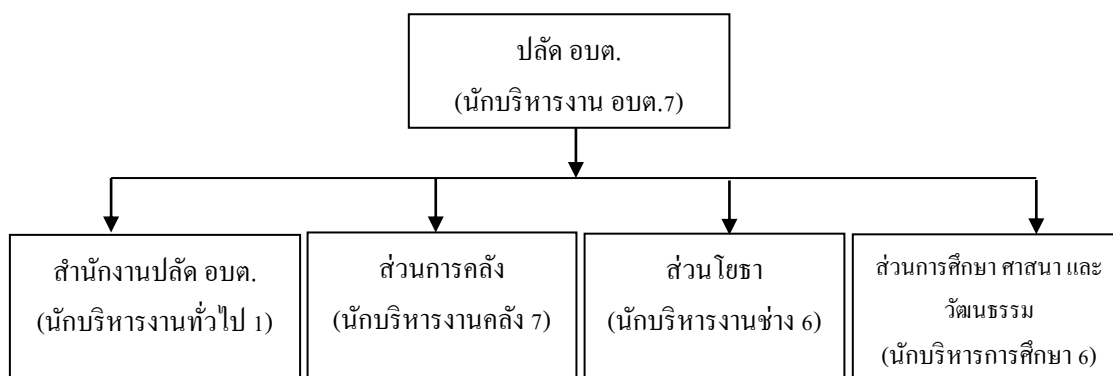 ปลัด อบต.
(นักบริหารงาน อบต.7)
สำนักงานปลัด อบต.
(นักบริหารงานทั่วไป 1)
ส่วนการคลัง
(นักบริหารงานคลัง 7)
ส่วนโยธา
(นักบริหารงานช่าง 6)
ส่วนการศึกษา ศาสนา และ
วัฒนธรรม
(นักบริหารการศึกษา 6)